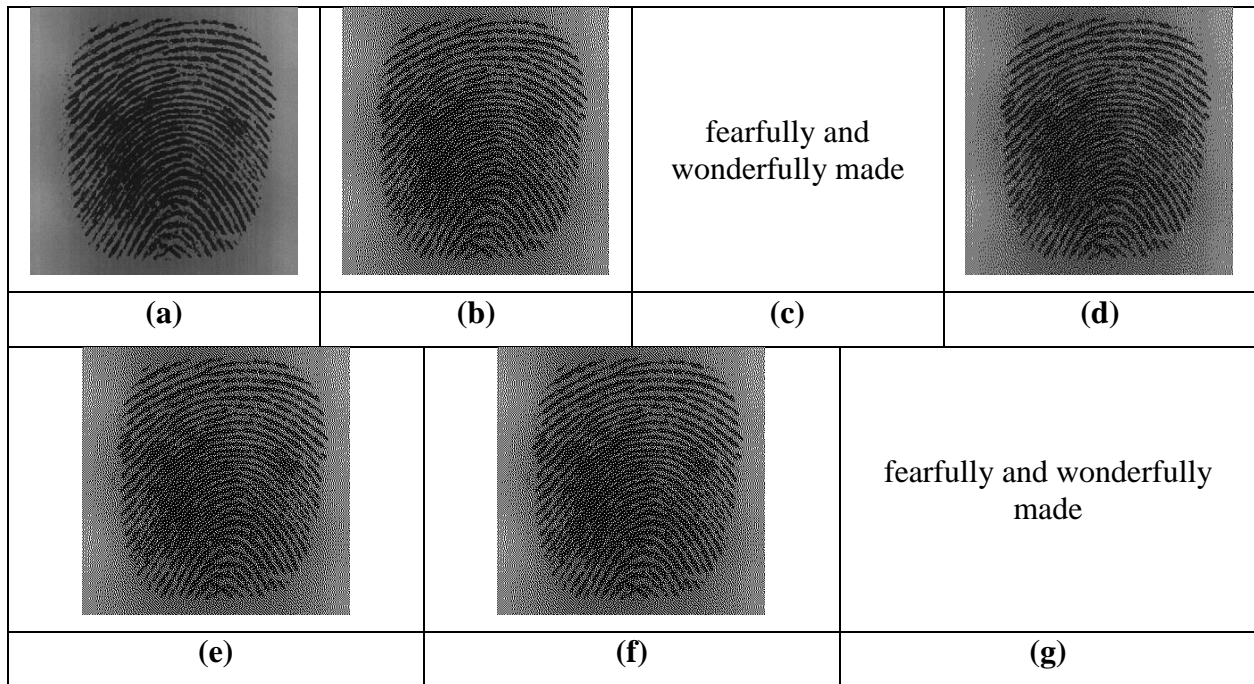 fearfully and
wonderfully made
(a) (b) (c) (d)
fearfully and wonderfully
made
(e) (f) (g)